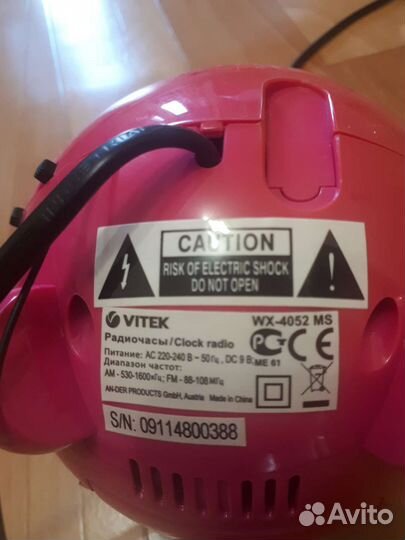 CAUTION
RISK OF ELECTRIC SHOCK
DO NOT OPEN
VITEK
WX-4052 MS
Радиочасы/Clock radio
Питание: AC 220-240 В ~ 50Гц, DC 9 В
Диапазон частот:
AM - 530-1600кГц; FM - 88-108 МГц
AN-DER PRODUCTS GmbH, Austria Made in China
ME 61
CE
S/N: 09114800388
Avito